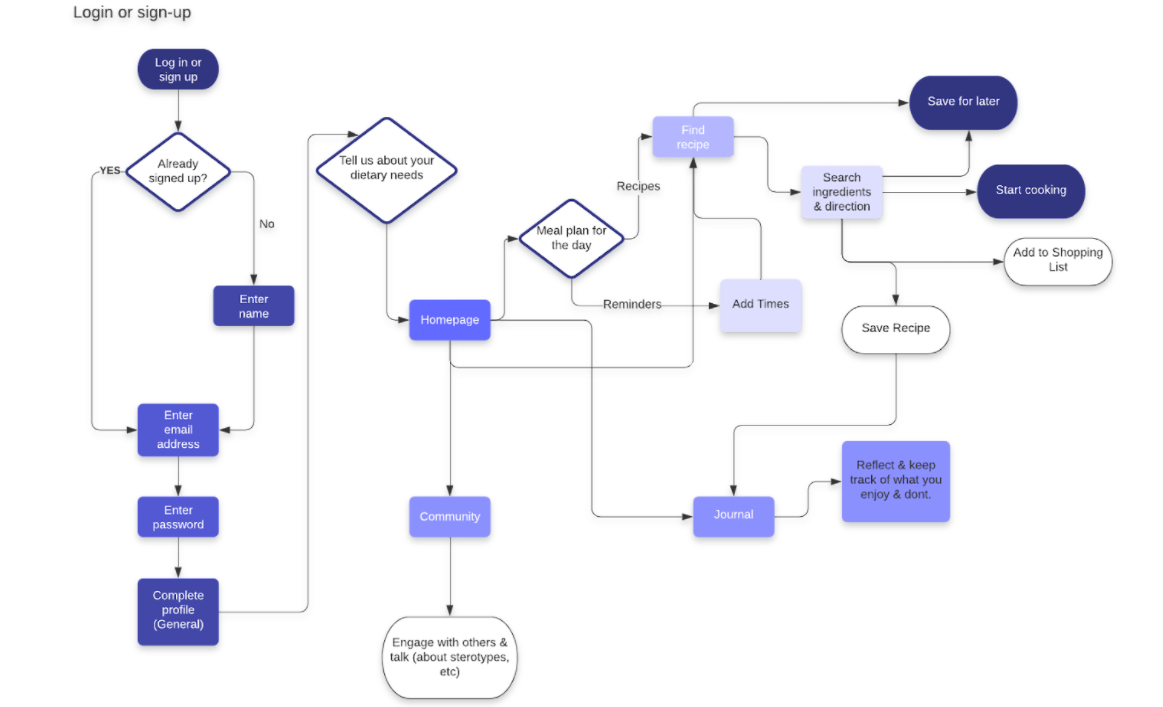 Login or sign-up
Log in or
sign up
Already
signed up?
YES
No
Enter
name
Enter
email
address
Enter
password
Complete
profile
(General)
Tell us about your
dietary needs
Homepage
Meal plan for
the day
Recipes
Reminders
Find
recipe
Add Times
Search
ingredients
& direction
Save for later
Start cooking
Add to Shopping
List
Save Recipe
Community
Engage with others &
talk (about sterotypes,
etc)
Journal
Reflect & keep
track of what you
enjoy & dont.